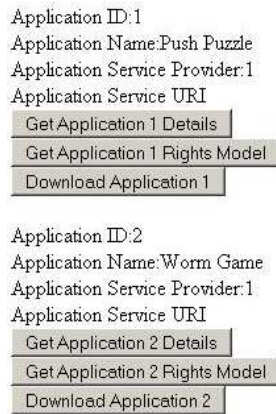 Application ID:1
Application Name:Push Puzzle
Application Service Provider:1
Application Service URI
Get Application 1 Details
Get Application 1 Rights Model
Download Application 1
Application ID:2
Application Name:Worm Game
Application Service Provider:1
Application Service URI
Get Application 2 Details
Get Application 2 Rights Model
Download Application 2